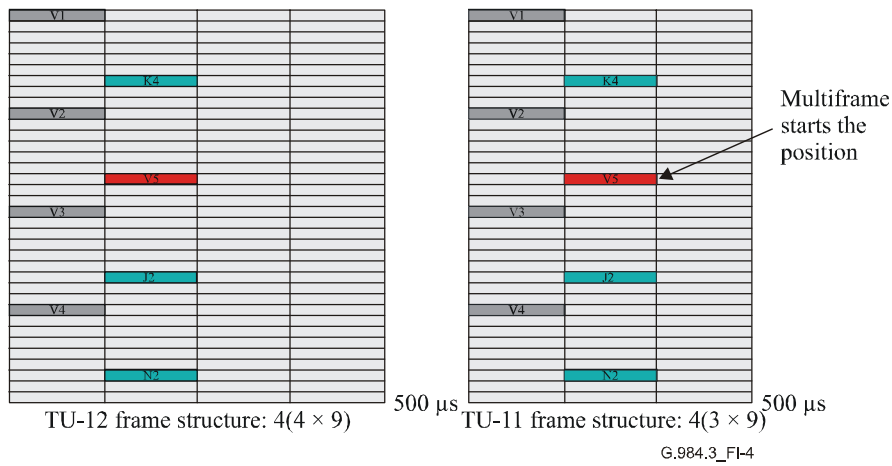 V1
K4
V2
V5
V3
J2
V4
N2
500 µs
TU-12 frame structure: 4(4 × 9)
V1
K4
V2
V5
V3
J2
V4
N2
Multiframe
starts the
position
500 µs
TU-11 frame structure: 4(3 × 9)
G.984.3_FI-4